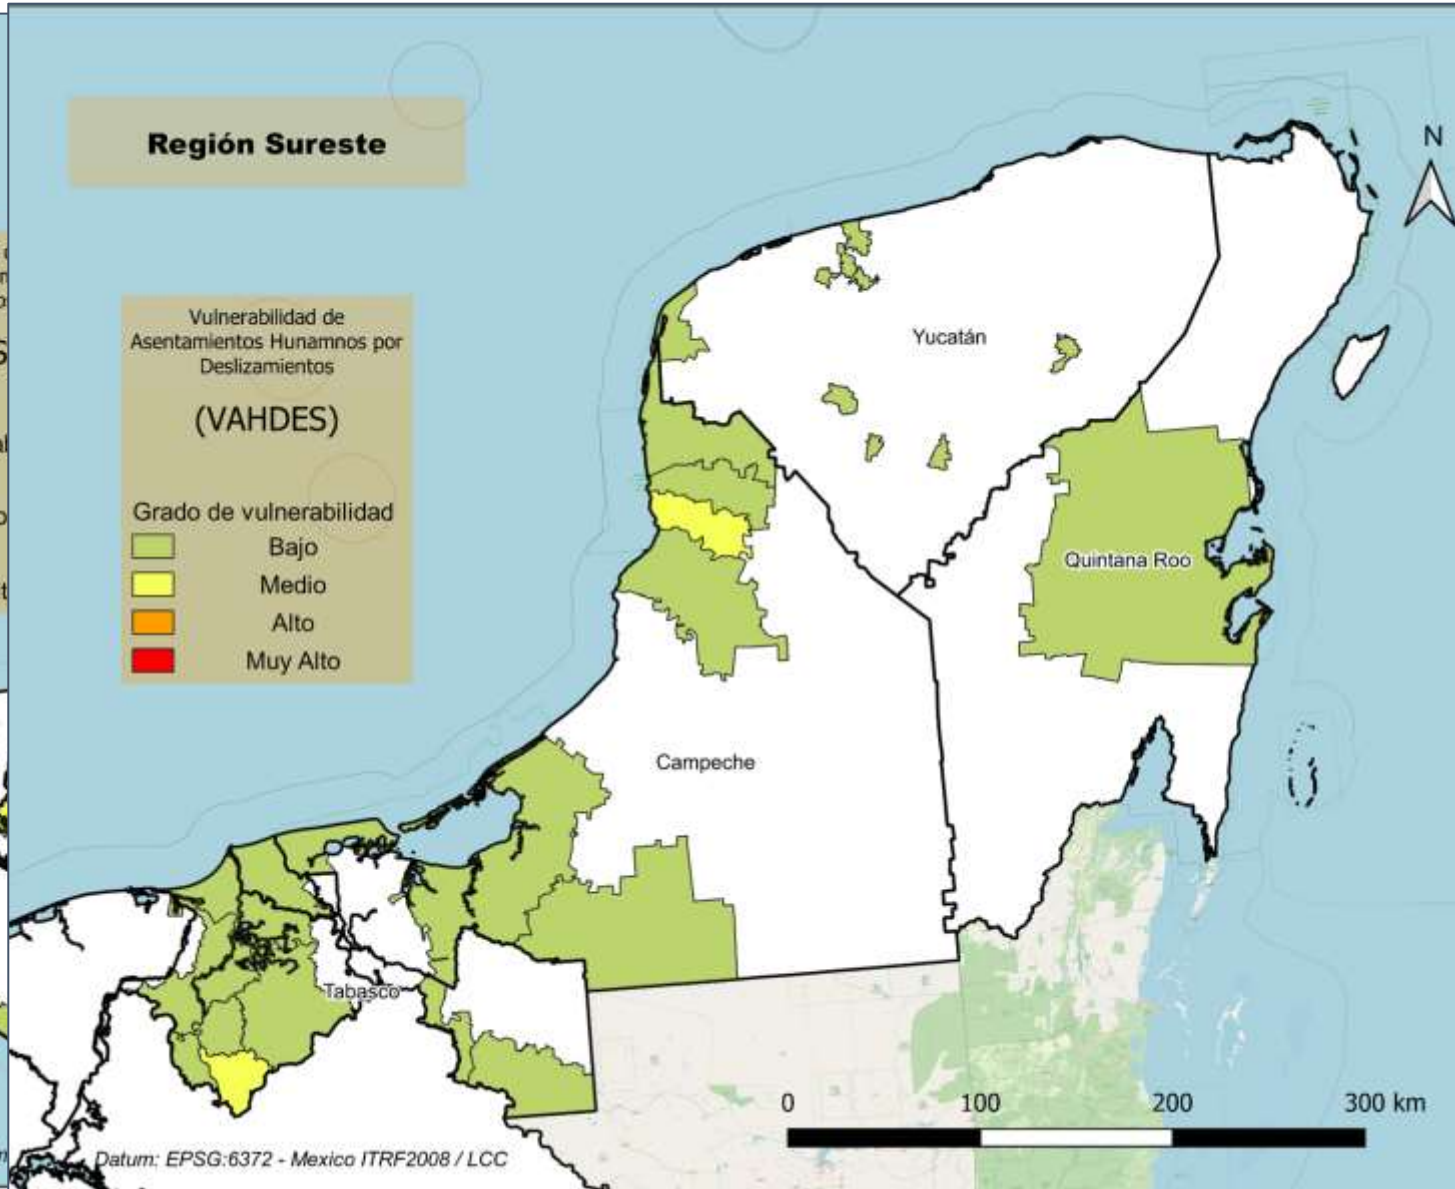 Región Sureste
N
Vulnerabilidad de
Asentamientos Hunamnos por
Deslizamientos
(VAHDES)
Grado de vulnerabilidad
Bajo
Medio
Alto
Muy Alto
Yucatán
Quintana Roo
Campeche
Tabasco
0 100 200 300 km
Datum: EPSG:6372 - Mexico ITRF2008 / LCC